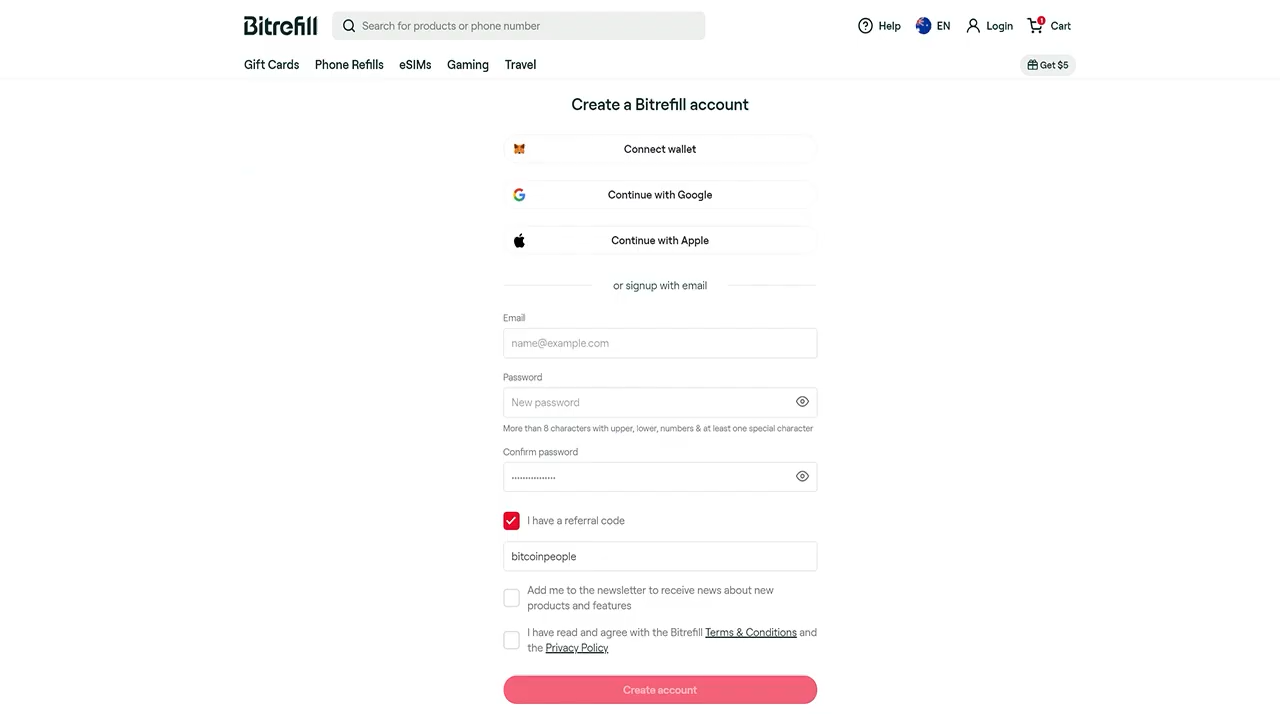 Bitrefill
Search for products or phone number
Help
EN
Login
1
Cart
Gift Cards
Phone Refills
eSIMs
Gaming
Travel
Get $5
Create a Bitrefill account
Connect wallet
Continue with Google
Continue with Apple
or signup with email
Email
name@example.com
Password
New password
More than 8 characters with upper, lower, numbers & at least one special character
Confirm password
................
I have a referral code
bitcoinpeople
Add me to the newsletter to receive news about new
products and features
I have read and agree with the Bitrefill Terms & Conditions and
the Privacy Policy
Create account